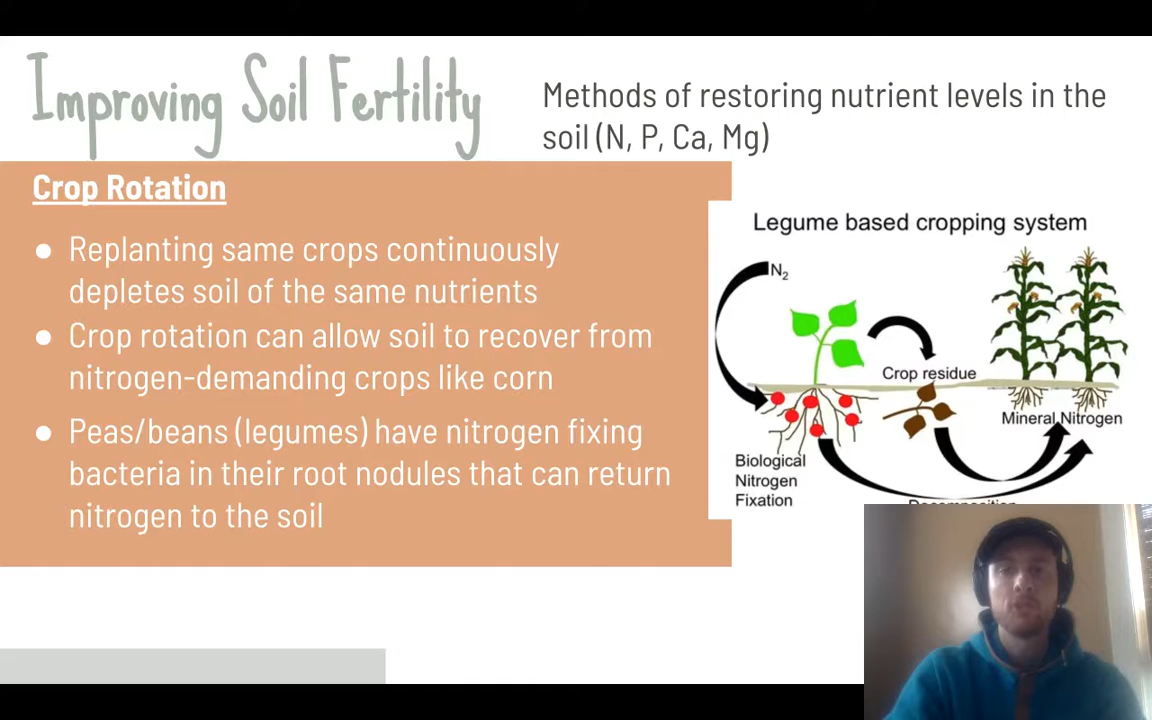 Improving Soil Fertility
Methods of restoring nutrient levels in the
soil (N, P, Ca, Mg)
Crop Rotation
● Replanting same crops continuously
depletes soil of the same nutrients
● Crop rotation can allow soil to recover from
nitrogen-demanding crops like corn
● Peas/beans (legumes) have nitrogen fixing
bacteria in their root nodules that can return
nitrogen to the soil
Legume based cropping system
N₂
Crop residue
Mineral Nitrogen
Biological
Nitrogen
Fixation